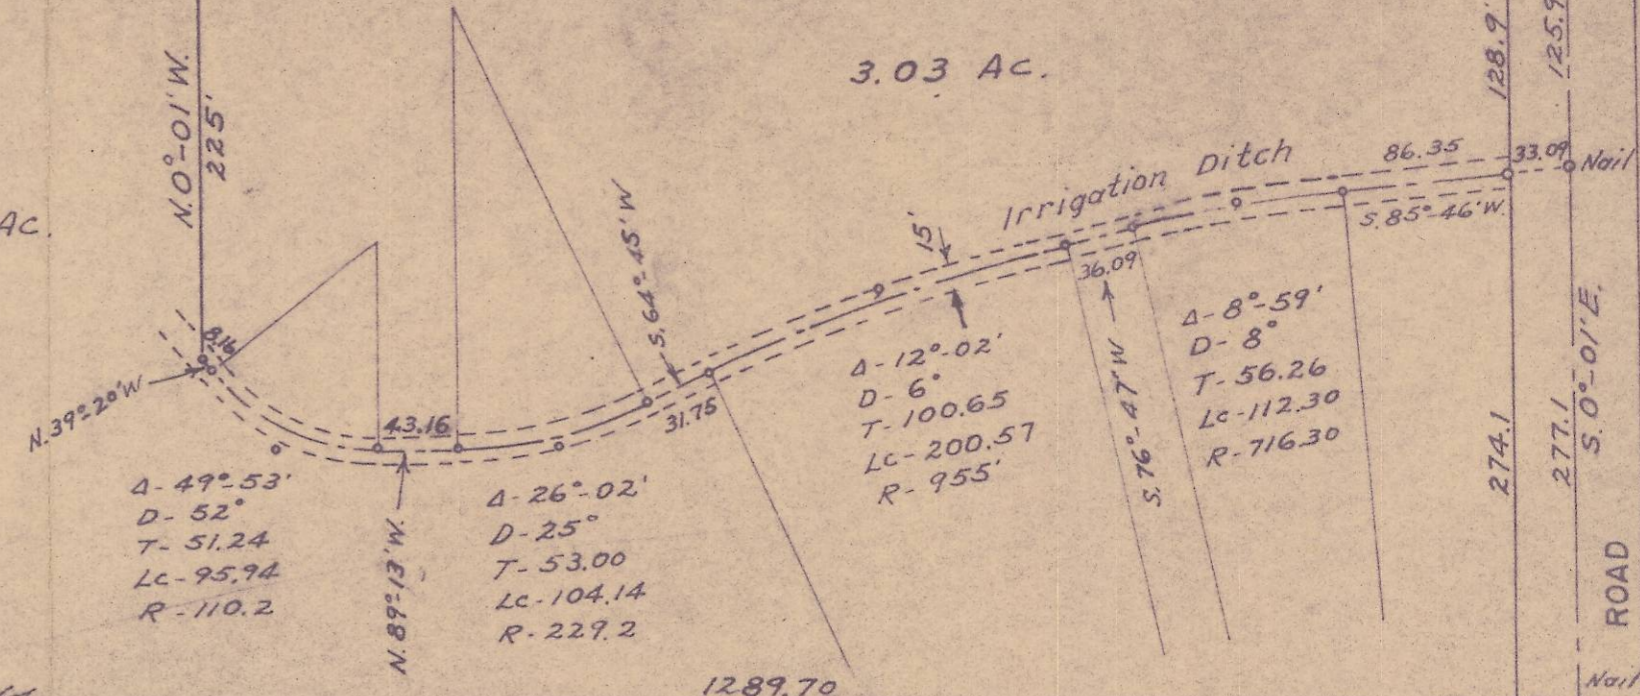 3.03 Ac.
N.0°-01'W.
225'
Ac.
8.16
N.39°-20'W
43.16
N.89°-13'W.
Δ-49°-53'
D-52°
T-51.24
Lc-95.94
R-110.2
Δ-26°-02'
D-25°
T-53.00
Lc-104.14
R-229.2
S.64°-45'W
31.75
Irrigation Ditch
15'
Δ-12°-02'
D-6°
T-100.65
Lc-200.57
R-955'
36.09
S.76°-47'W
Δ-8°-59'
D-8°
T-56.26
Lc-112.30
R-716.30
86.35
S.85°-46'W.
33.09
Nail
128.9'
125.9
274.1
277.1
S.0°-01'E.
ROAD
Nail
1289.70